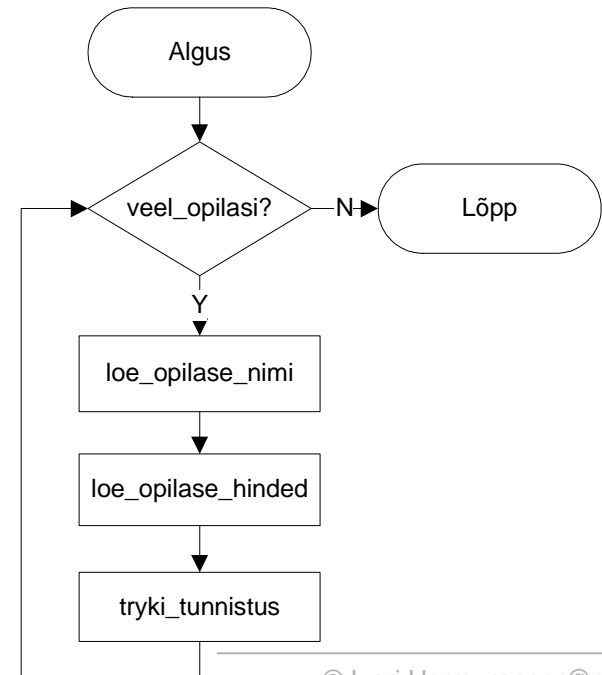 Algus
veel_opilasi?
N
Lõpp
Y
loe_opilase_nimi
loe_opilase_hinded
tryki_tunnistus